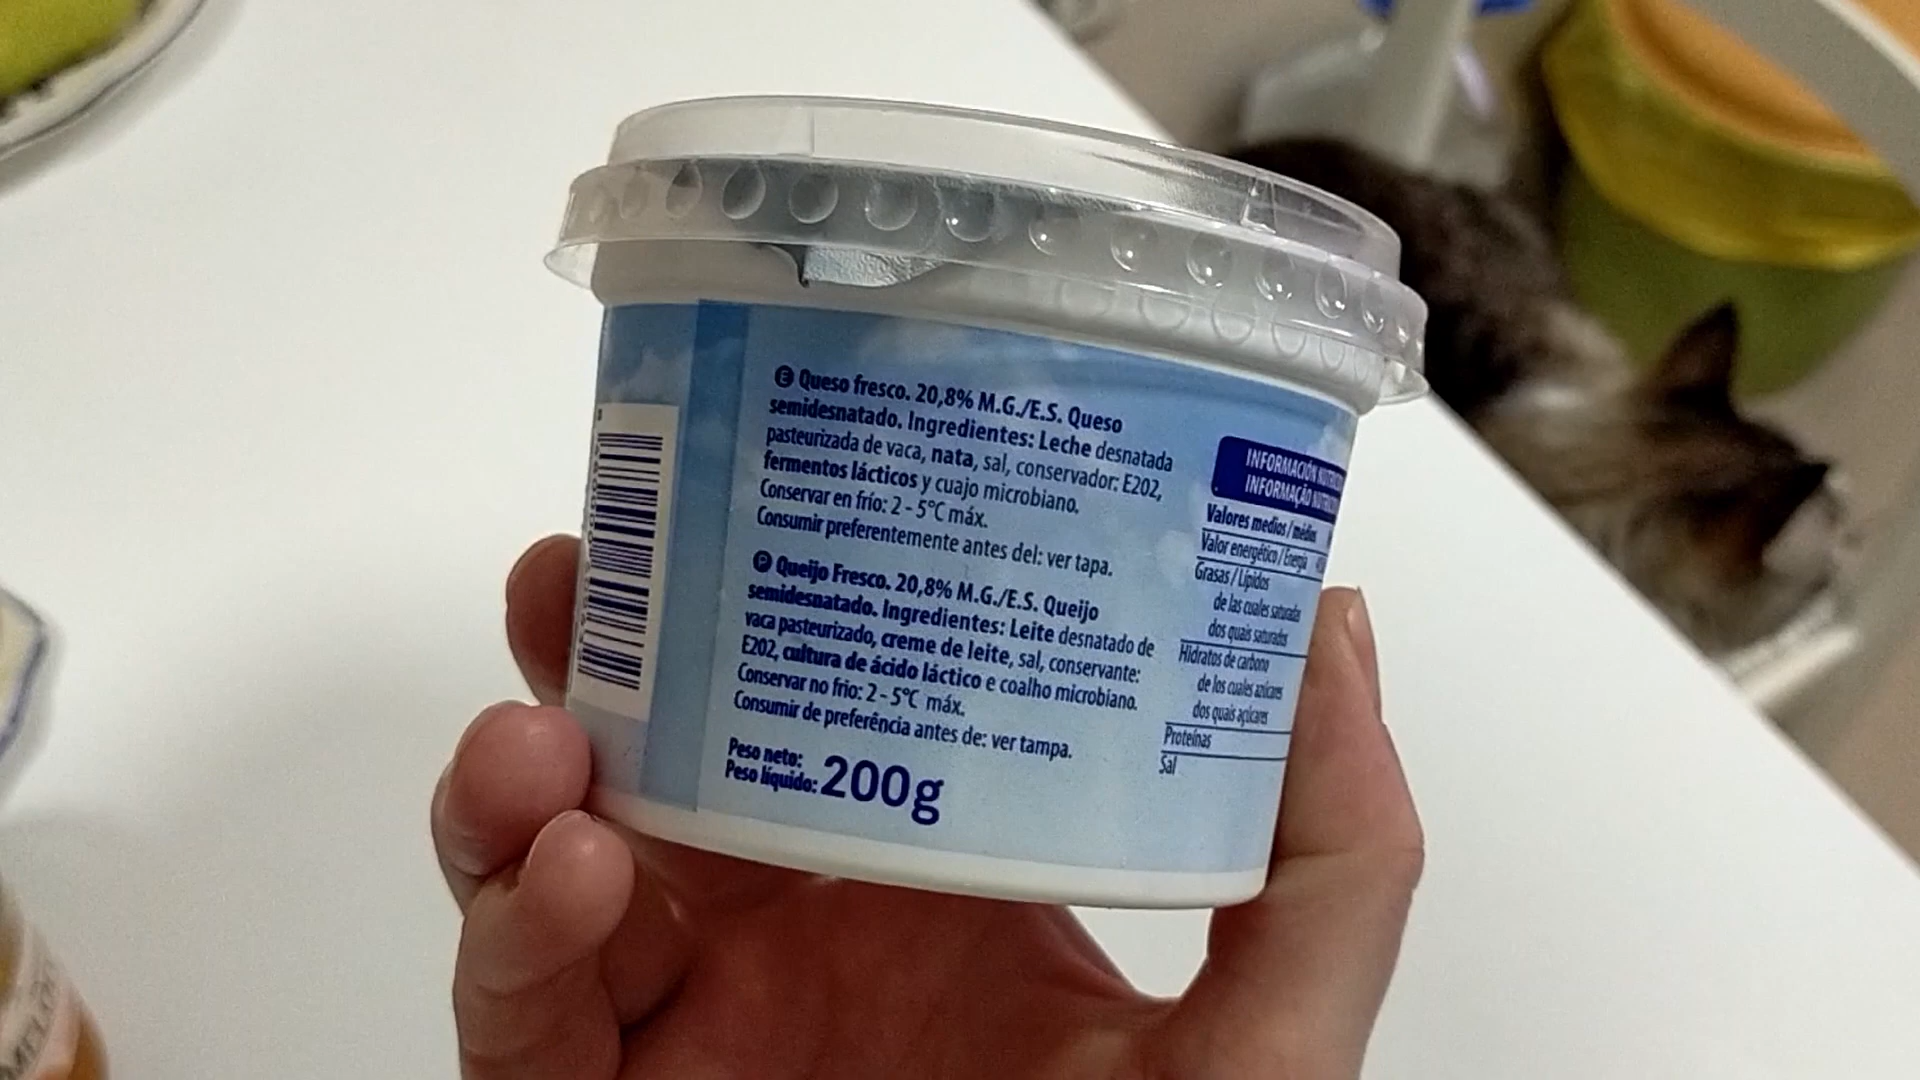 E Queso fresco. 20,8% M.G./E.S. Queso
semidesnatado. Ingredientes: Leche desnatada
pasteurizada de vaca, nata, sal, conservador: E202,
fermentos lácticos y cuajo microbiano.
Conservar en frío: 2 - 5°C máx.
Consumir preferentemente antes del: ver tapa.
P Queijo Fresco. 20,8% M.G./E.S. Queijo
semidesnatado. Ingredientes: Leite desnatado de
vaca pasteurizado, creme de leite, sal, conservante:
E202, cultura de ácido láctico e coalho microbiano.
Conservar no frio: 2 - 5°C máx.
Consumir de preferência antes de: ver tampa.
Peso neto:
Peso líquido: 200g
INFORMACIÓN
INFORMAÇÃO
Valores medios / médios
Valor energético / Energia
Grasas / Lípidos
de las cuales saturadas
dos quais saturados
Hidratos de carbono
de los cuales azúcares
dos quais açúcares
Proteínas
Sal